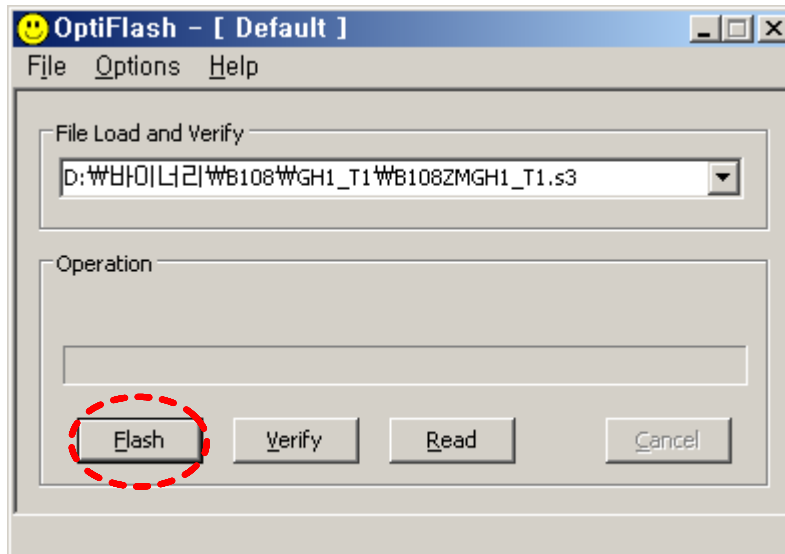 OptiFlash - [ Default ]
File Options Help
File Load and Verify
D:₩바이너리₩B108₩GH1_T1₩B108ZMGH1_T1.s3
Operation
Flash Verify Read Cancel